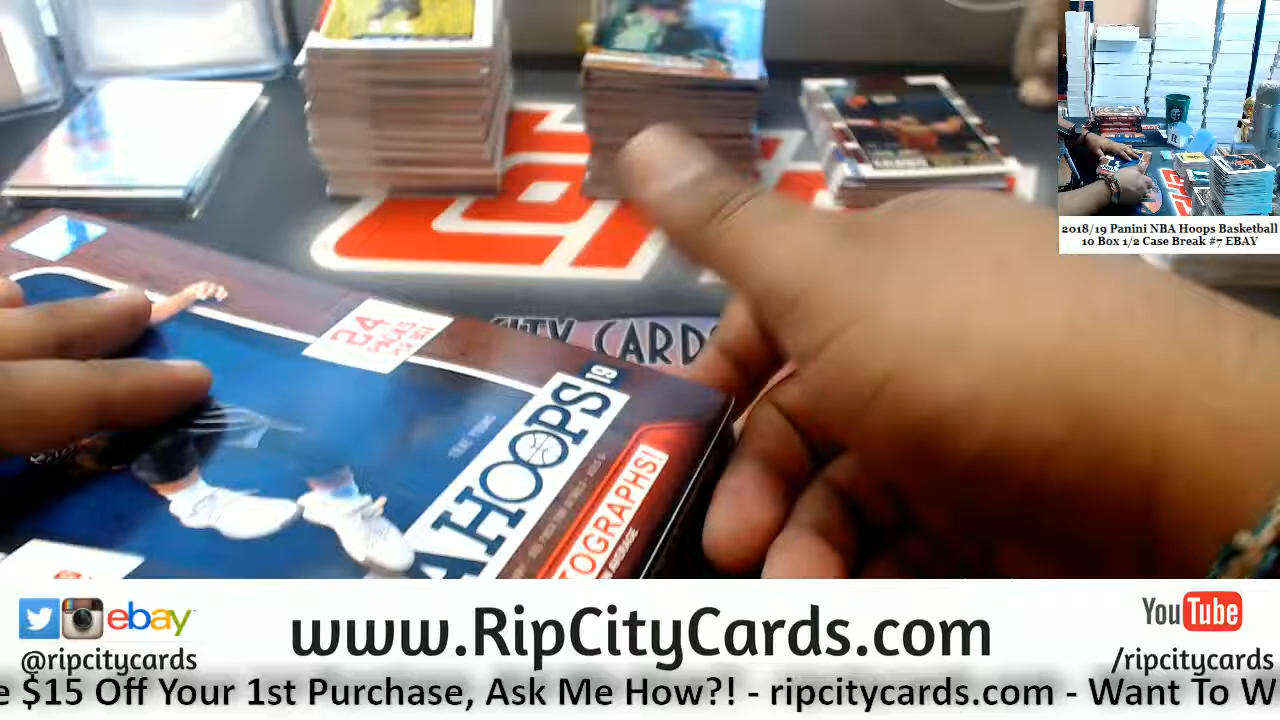 2018/19 Panini NBA Hoops Basketball
10 Box 1/2 Case Break #7 EBAY
CITY CARDS
24
PACKS
HOOPS 19
TOGRAPHS!
ebay
@ripcitycards
www.RipCityCards.com
YouTube
/ripcitycards
e $15 Off Your 1st Purchase, Ask Me How?! - ripcitycards.com - Want To W